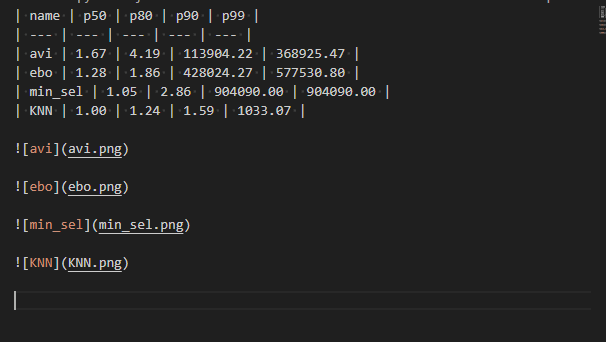 | name | p50 | p80 | p90 | p99 |
| --- | --- | --- | --- | --- |
| avi | 1.67 | 4.19 | 113904.22 | 368925.47 |
| ebo | 1.28 | 1.86 | 428024.27 | 577530.80 |
| min_sel | 1.05 | 2.86 | 904090.00 | 904090.00 |
| KNN | 1.00 | 1.24 | 1.59 | 1033.07 |
![avi](avi.png)
![ebo](ebo.png)
![min_sel](min_sel.png)
![KNN](KNN.png)